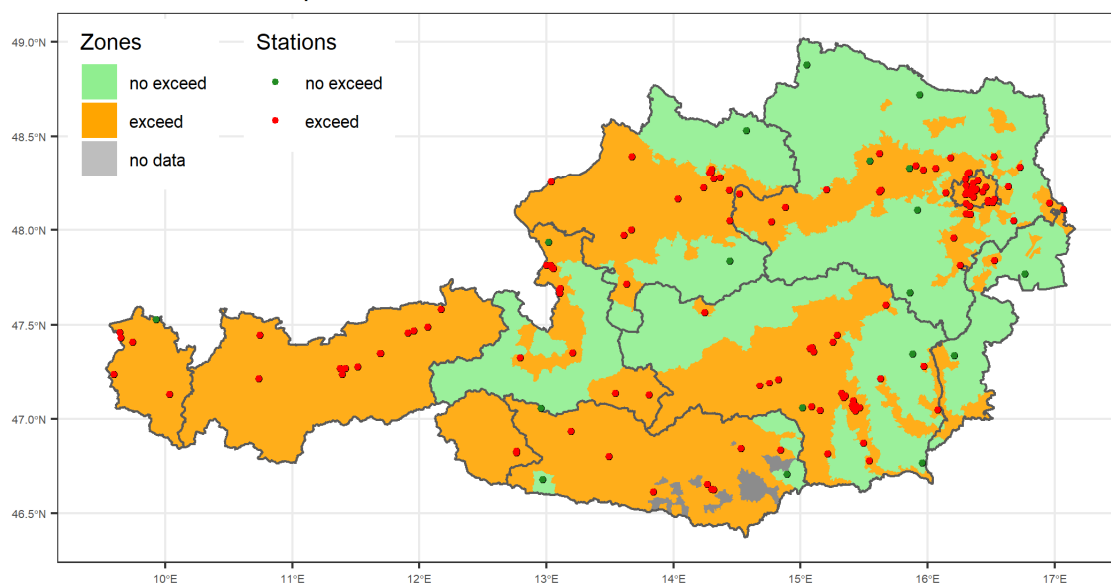 Zones
no exceed
exceed
no data
Stations
no exceed
exceed
49.0°N
48.5°N
48.0°N
47.5°N
47.0°N
46.5°N
10°E 11°E 12°E 13°E 14°E 15°E 16°E 17°E